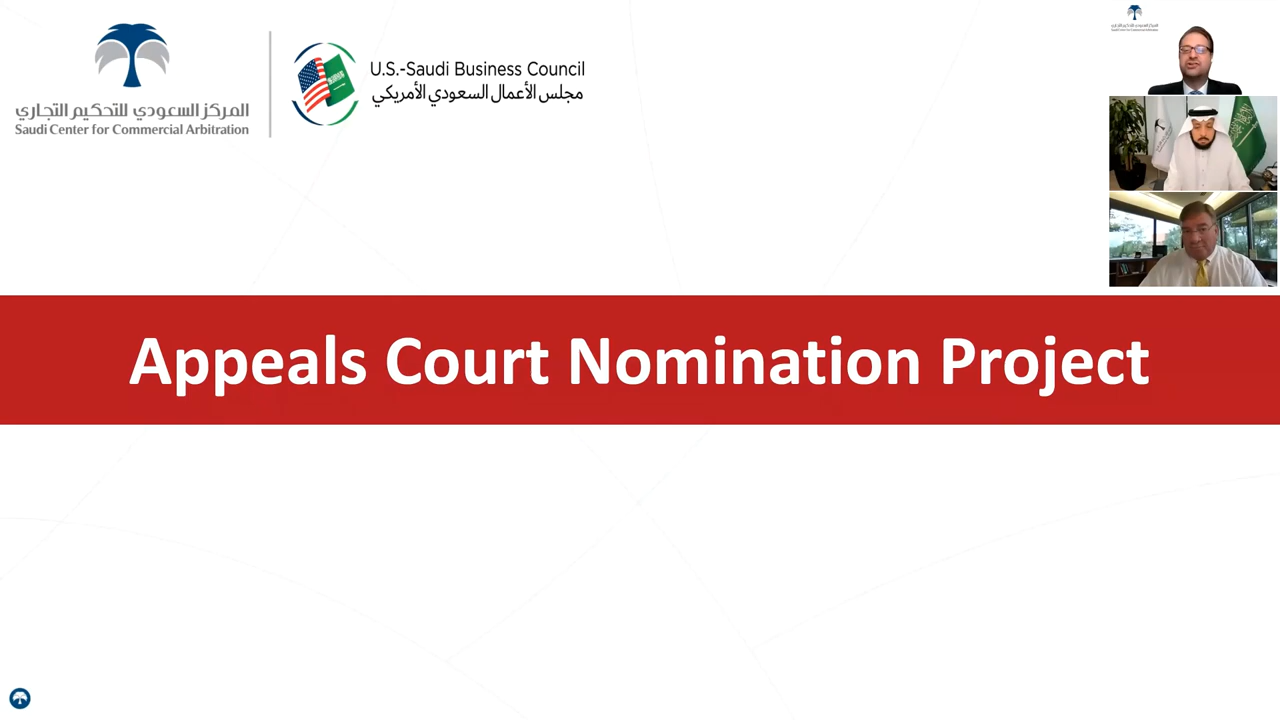 المركز السعودي للتحكيم التجاري
Saudi Center for Commercial Arbitration
U.S.-Saudi Business Council
مجلس الأعمال السعودي الأمريكي
Appeals Court Nomination Project